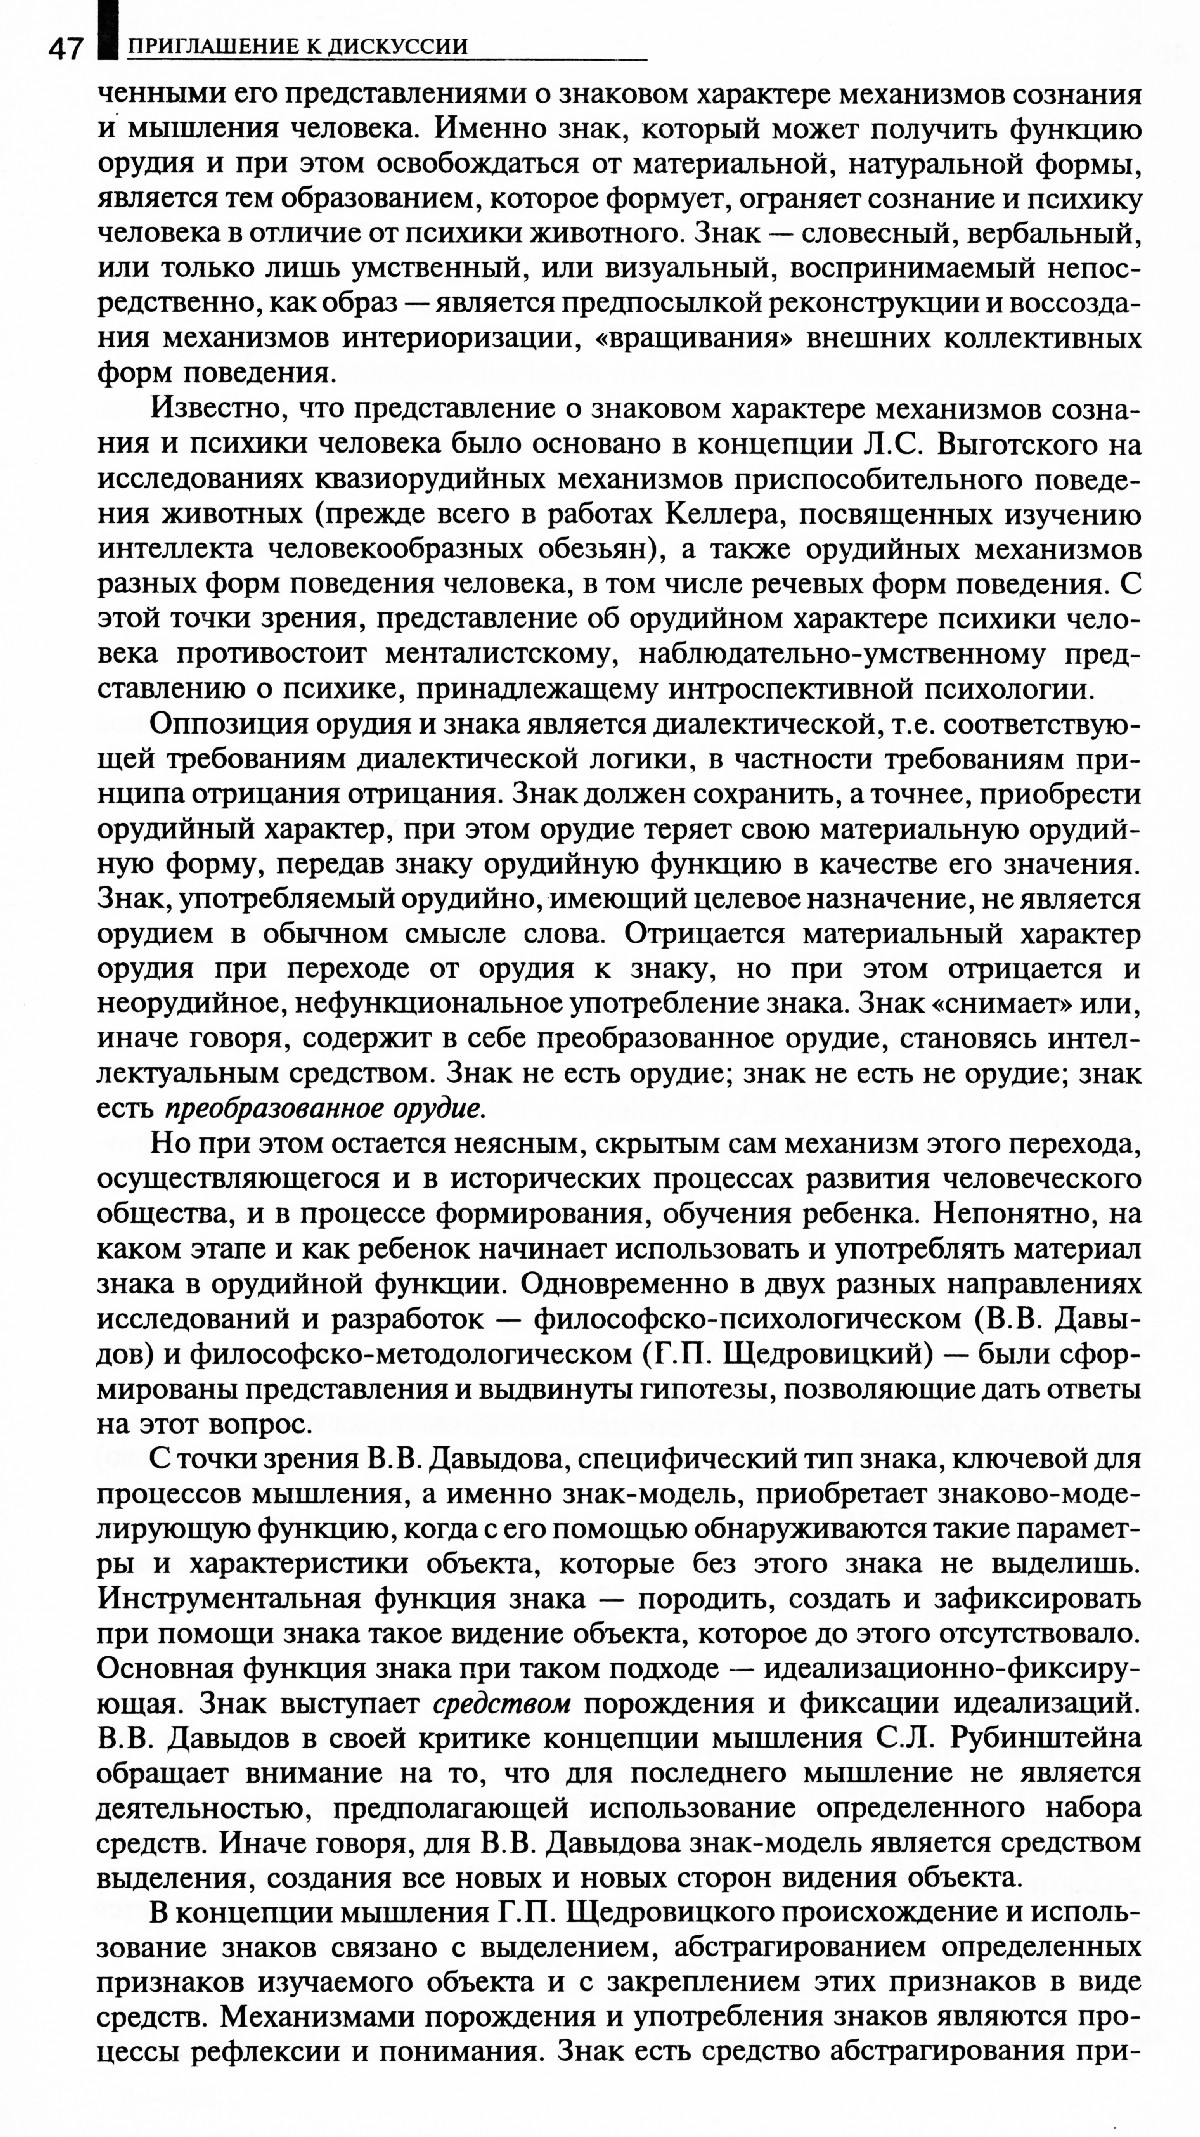 47 ПРИГЛАШЕНИЕ К ДИСКУССИИ
ченными его представлениями о знаковом характере механизмов сознания
и мышления человека. Именно знак, который может получить функцию
орудия и при этом освобождаться от материальной, натуральной формы,
является тем образованием, которое формует, ограняет сознание и психику
человека в отличие от психики животного. Знак — словесный, вербальный,
или только лишь умственный, или визуальный, воспринимаемый непос-
редственно, как образ — является предпосылкой реконструкции и воссозда-
ния механизмов интериоризации, «вращивания» внешних коллективных
форм поведения.
Известно, что представление о знаковом характере механизмов созна-
ния и психики человека было основано в концепции Л.С. Выготского на
исследованиях квазиорудийных механизмов приспособительного поведе-
ния животных (прежде всего в работах Келлера, посвященных изучению
интеллекта человекообразных обезьян), а также орудийных механизмов
разных форм поведения человека, в том числе речевых форм поведения. С
этой точки зрения, представление об орудийном характере психики чело-
века противостоит менталистскому, наблюдательно-умственному пред-
ставлению о психике, принадлежащему интроспективной психологии.
Оппозиция орудия и знака является диалектической, т.е. соответствую-
щей требованиям диалектической логики, в частности требованиям при-
нципа отрицания отрицания. Знак должен сохранить, а точнее, приобрести
орудийный характер, при этом орудие теряет свою материальную орудий-
ную форму, передав знаку орудийную функцию в качестве его значения.
Знак, употребляемый орудийно, имеющий целевое назначение, не является
орудием в обычном смысле слова. Отрицается материальный характер
орудия при переходе от орудия к знаку, но при этом отрицается и
неорудийное, нефункциональное употребление знака. Знак «снимает» или,
иначе говоря, содержит в себе преобразованное орудие, становясь интел-
лектуальным средством. Знак не есть орудие; знак не есть не орудие; знак
есть преобразованное орудие.
Но при этом остается неясным, скрытым сам механизм этого перехода,
осуществляющегося и в исторических процессах развития человеческого
общества, и в процессе формирования, обучения ребенка. Непонятно, на
каком этапе и как ребенок начинает использовать и употреблять материал
знака в орудийной функции. Одновременно в двух разных направлениях
исследований и разработок — философско-психологическом (В.В. Давы-
дов) и философско-методологическом (Г.П. Щедровицкий) — были сфор-
мированы представления и выдвинуты гипотезы, позволяющие дать ответы
на этот вопрос.
С точки зрения В.В. Давыдова, специфический тип знака, ключевой для
процессов мышления, а именно знак-модель, приобретает знаково-моде-
лирующую функцию, когда с его помощью обнаруживаются такие парамет-
ры и характеристики объекта, которые без этого знака не выделишь.
Инструментальная функция знака — породить, создать и зафиксировать
при помощи знака такое видение объекта, которое до этого отсутствовало.
Основная функция знака при таком подходе — идеализационно-фиксиру-
ющая. Знак выступает средством порождения и фиксации идеализаций.
В.В. Давыдов в своей критике концепции мышления С.Л. Рубинштейна
обращает внимание на то, что для последнего мышление не является
деятельностью, предполагающей использование определенного набора
средств. Иначе говоря, для В.В. Давыдова знак-модель является средством
выделения, создания все новых и новых сторон видения объекта.
В концепции мышления Г.П. Щедровицкого происхождение и исполь-
зование знаков связано с выделением, абстрагированием определенных
признаков изучаемого объекта и с закреплением этих признаков в виде
средств. Механизмами порождения и употребления знаков являются про-
цессы рефлексии и понимания. Знак есть средство абстрагирования при-